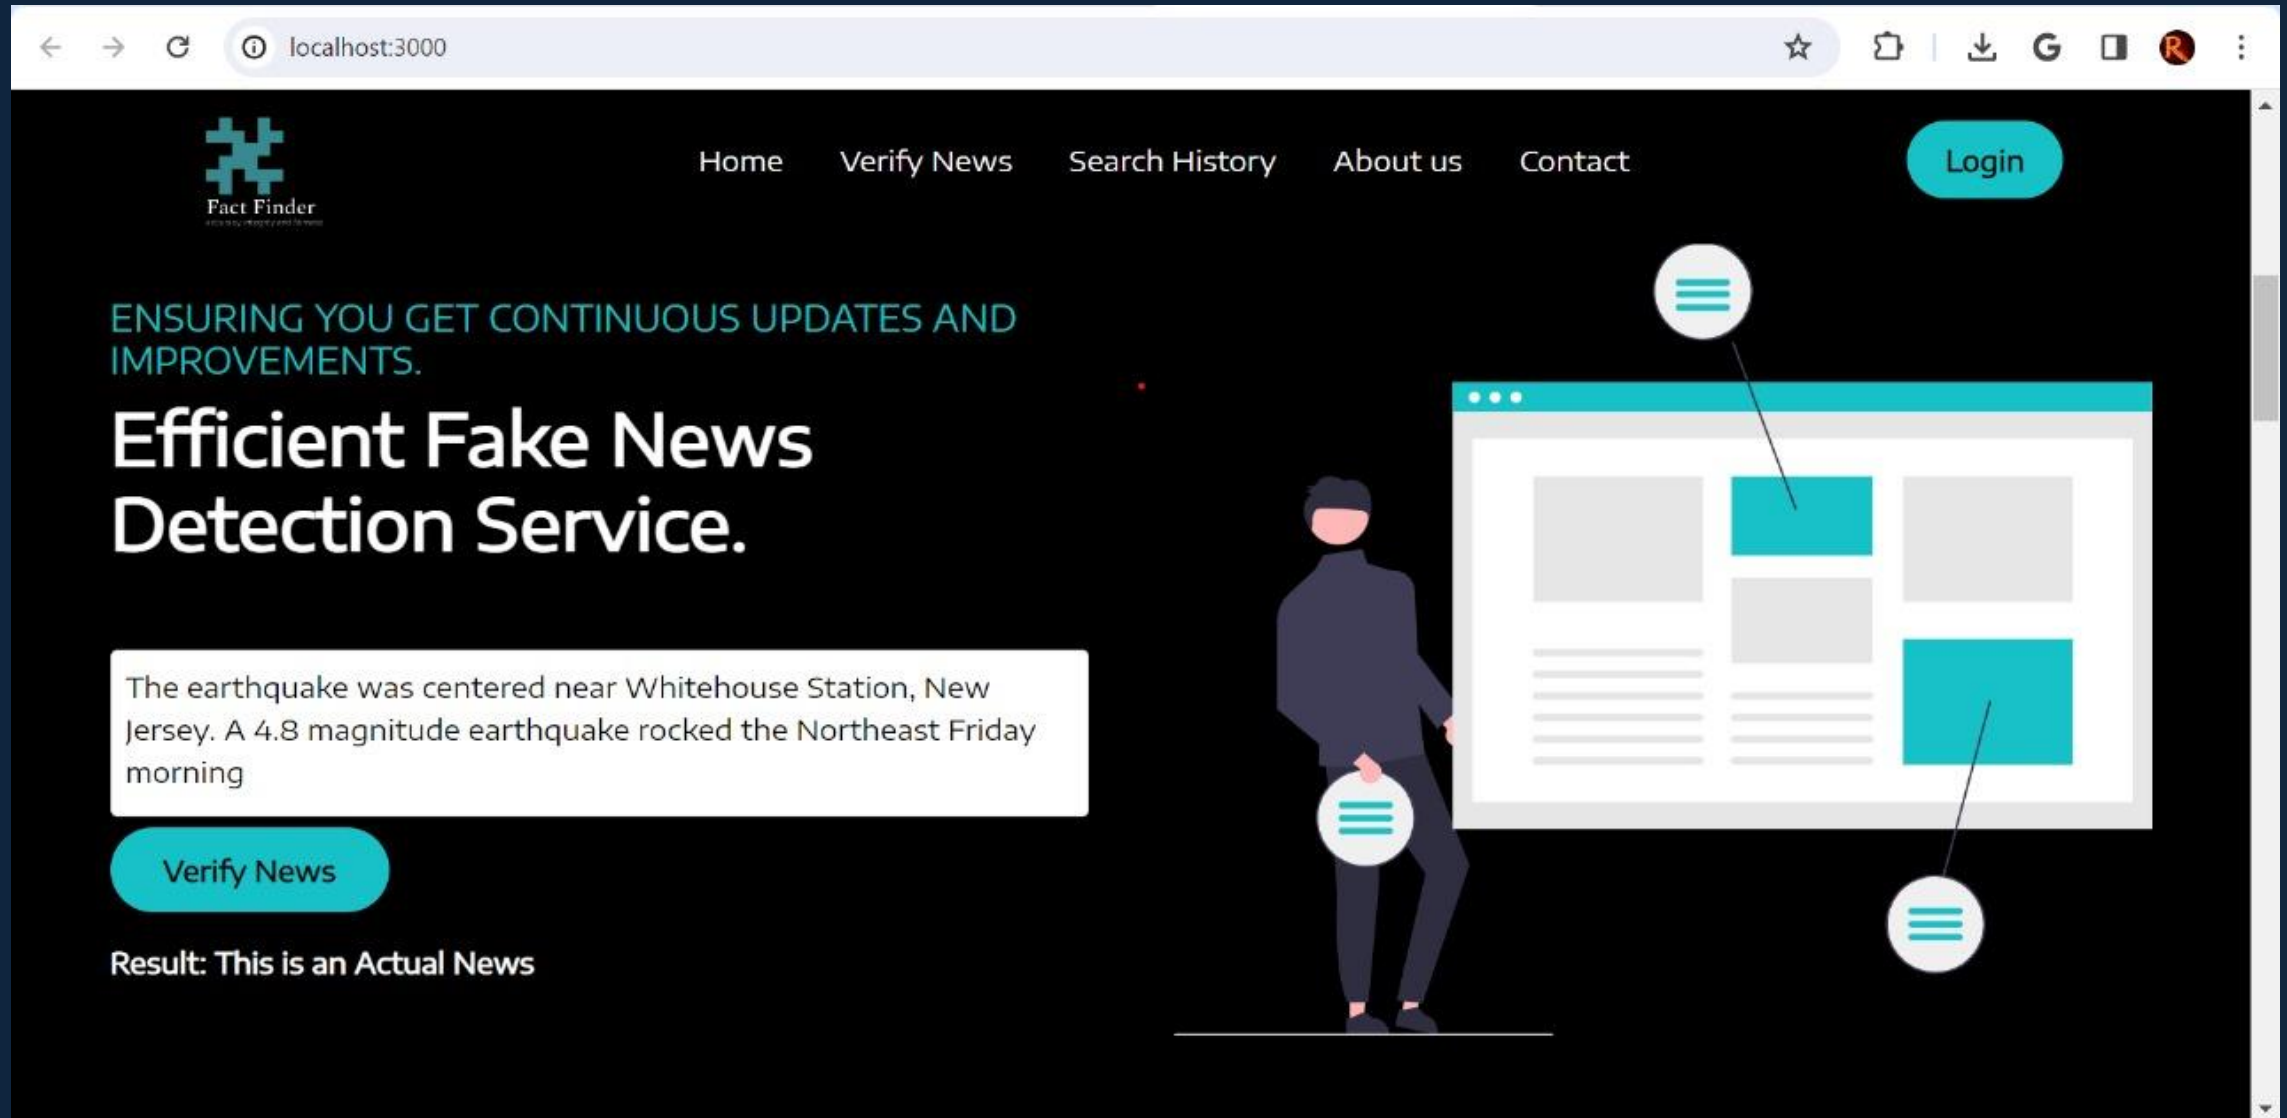 localhost:3000
Fact Finder
Home Verify News Search History About us Contact
Login
ENSURING YOU GET CONTINUOUS UPDATES AND
IMPROVEMENTS.
Efficient Fake News
Detection Service.
The earthquake was centered near Whitehouse Station, New
Jersey. A 4.8 magnitude earthquake rocked the Northeast Friday
morning
Verify News
Result: This is an Actual News